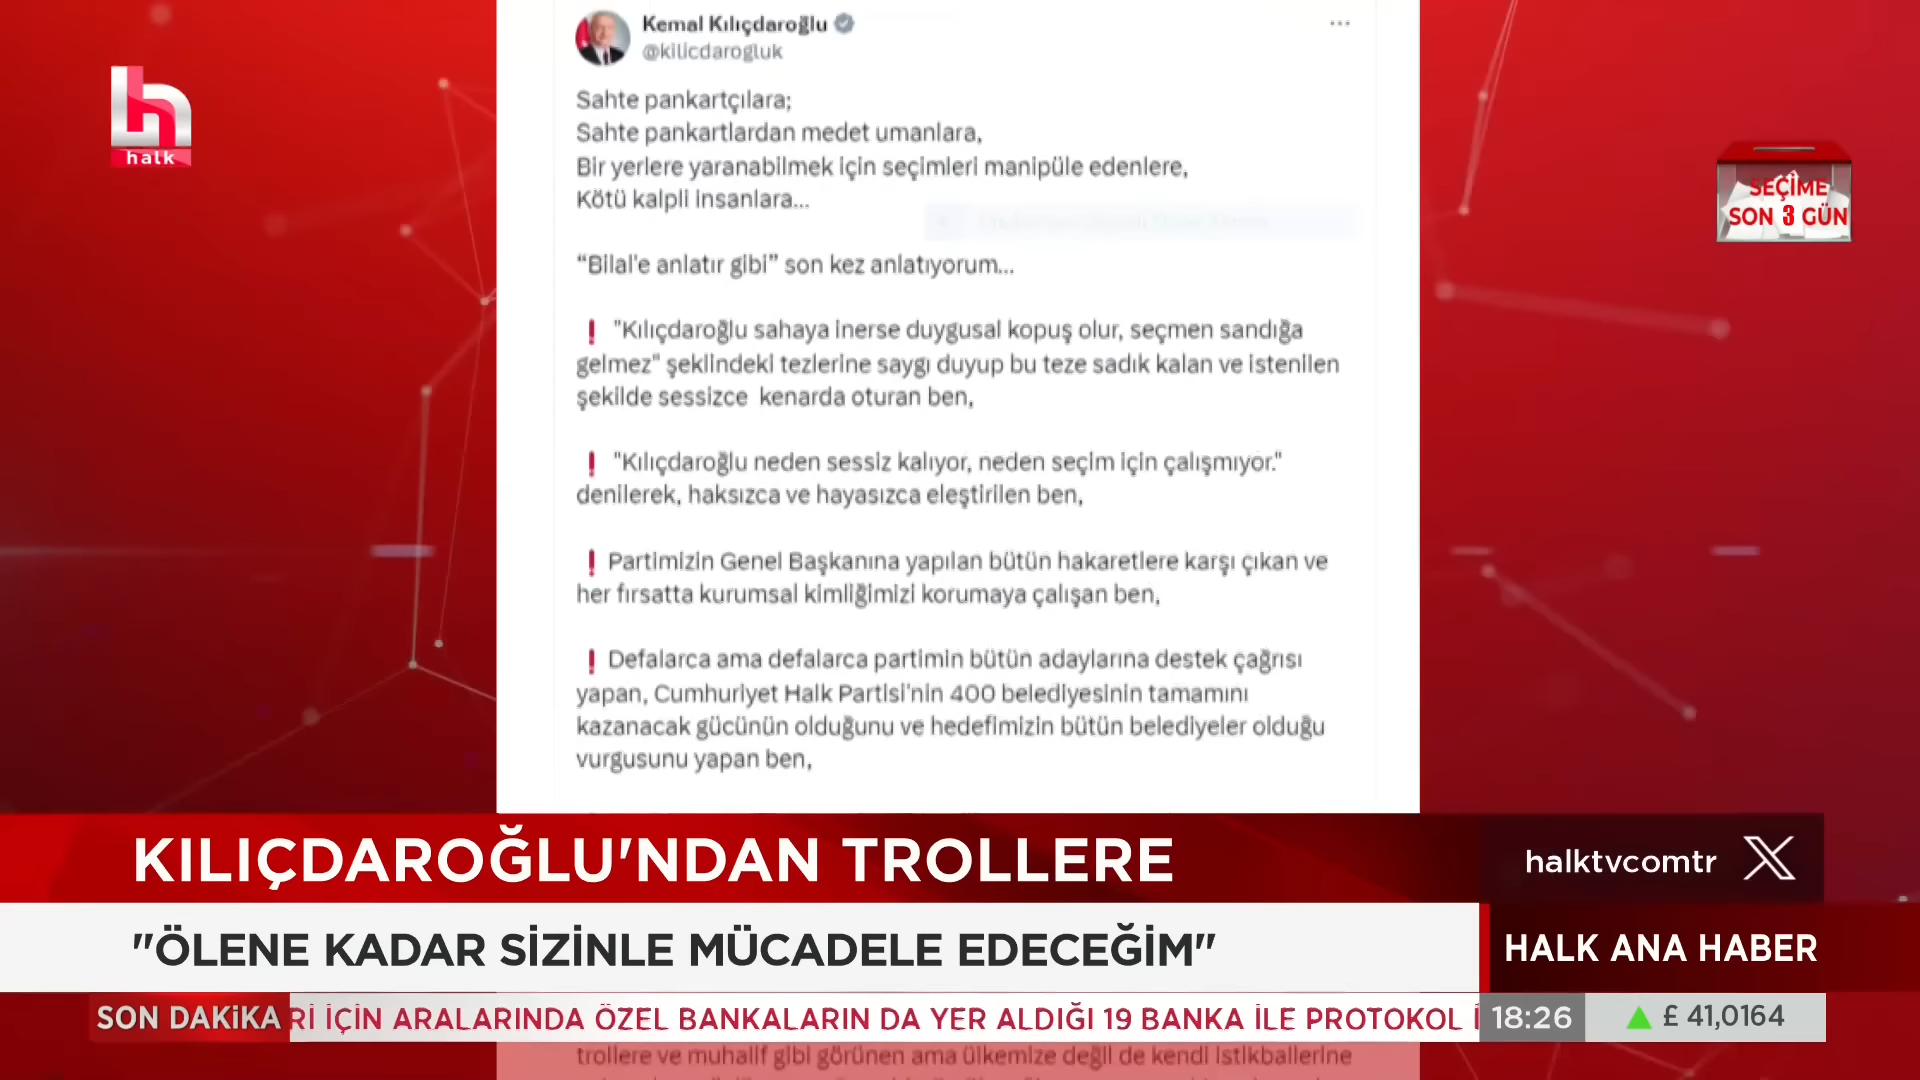 Kemal Kılıçdaroğlu
@kilicdarogluk
halk
Sahte pankartçılara;
Sahte pankartlardan medet umanlara,
Bir yerlere yaranabilmek için seçimleri manipüle edenlere,
Kötü kalpli insanlara...
SEÇİME
SON 3 GÜN
“Bilal'e anlatır gibi” son kez anlatıyorum...
❗ "Kılıçdaroğlu sahaya inerse duygusal kopuş olur, seçmen sandığa
gelmez" şeklindeki tezlerine saygı duyup bu teze sadık kalan ve istenilen
şekilde sessizce kenarda oturan ben,
❗ "Kılıçdaroğlu neden sessiz kalıyor, neden seçim için çalışmıyor."
denilerek, haksızca ve hayasızca eleştirilen ben,
❗ Partimizin Genel Başkanına yapılan bütün hakaretlere karşı çıkan ve
her fırsatta kurumsal kimliğimizi korumaya çalışan ben,
❗ Defalarca ama defalarca partimin bütün adaylarına destek çağrısı
yapan, Cumhuriyet Halk Partisi'nin 400 belediyesinin tamamını
kazanacak gücünün olduğunu ve hedefimizin bütün belediyeler olduğu
vurgusunu yapan ben,
KILIÇDAROĞLU'NDAN TROLLERE
halktvcomtr X
"ÖLENE KADAR SİZİNLE MÜCADELE EDECEĞİM"
HALK ANA HABER
SON DAKİKA
Rİ İÇİN ARALARINDA ÖZEL BANKALARIN DA YER ALDIĞI 19 BANKA İLE PROTOKOL İ
18:26
£ 41,0164
trollere ve muhalif gibi görünen ama ülkemize değil de kendi istikballerine